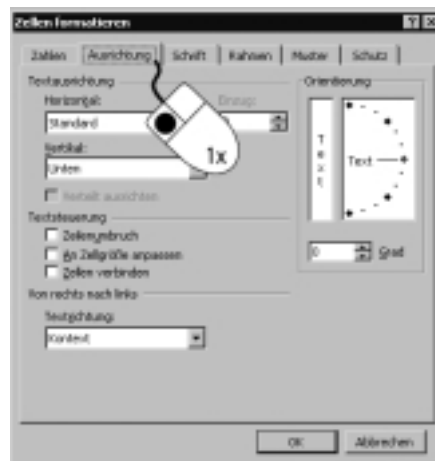 Zellen formatieren
Zahlen Ausrichtung Schrift Rahmen Muster Schutz
Textausrichtung
Horizontal:
Einzug:
Standard
Vertikal:
Unten
Verteilt ausrichten
Orientierung
Text
Text
0 Grad
Textsteuerung
Zeilenumbruch
An Zellgröße anpassen
Zellen verbinden
Von rechts nach links
Textrichtung:
Kontext
1x
OK Abbrechen